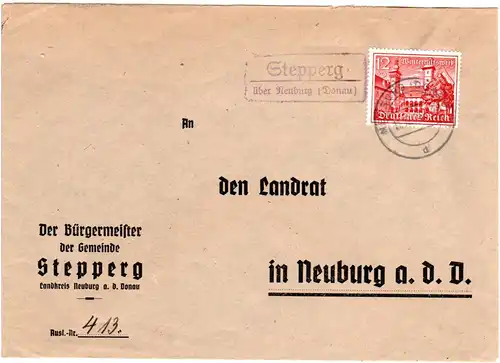 Stepperg
über Neuburg (Donau)
12
Winterhilfswerk
Deutsches Reich
An
den Landrat
Der Bürgermeister
der Gemeinde
Stepperg
Landkreis Neuburg a. d. Donau
in Neuburg a. d. D.
Ausl.-Nr. 413.